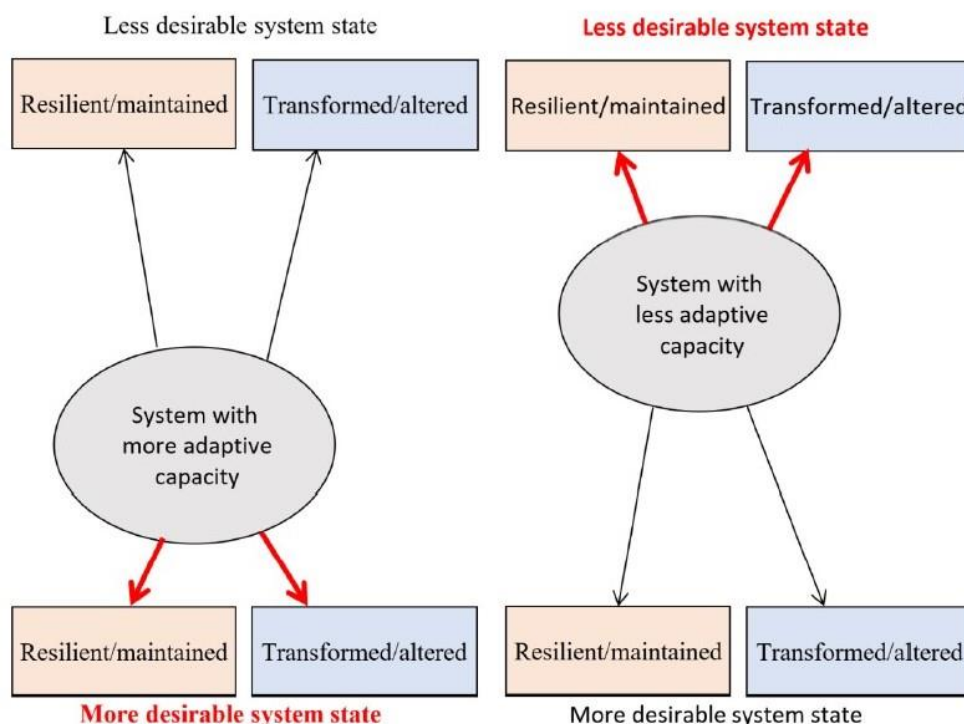 Less desirable system state
Resilient/maintained
Transformed/altered
System with
more adaptive
capacity
Resilient/maintained
Transformed/altered
More desirable system state
Less desirable system state
Resilient/maintained
Transformed/altered
System with
less adaptive
capacity
Resilient/maintained
Transformed/altered
More desirable system state